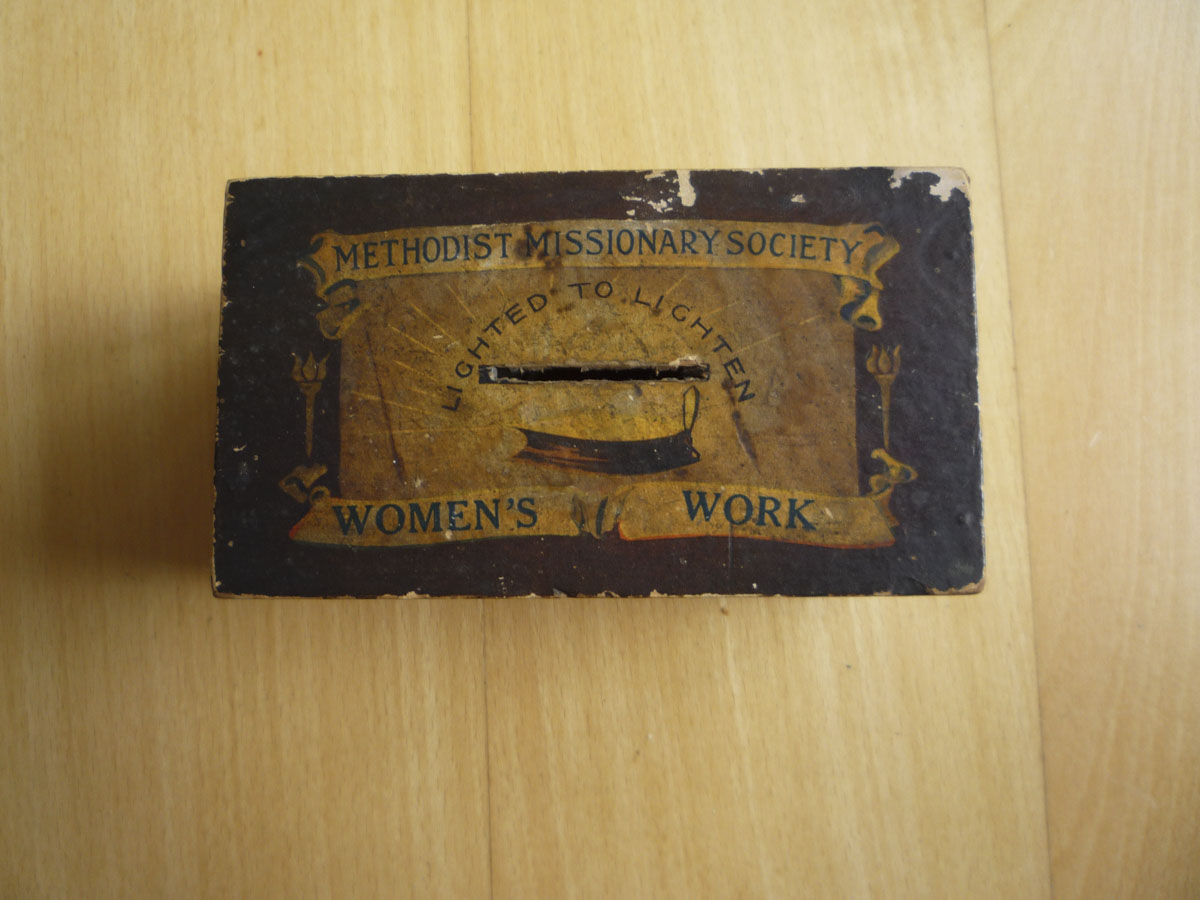 METHODIST MISSIONARY SOCIETY
LIGHTED TO LIGHTEN
WOMEN'S WORK